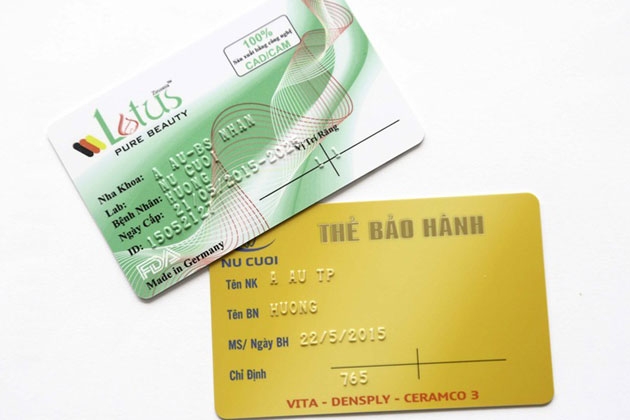 Lotus
PURE BEAUTY
100%
Sản xuất bằng công nghệ
CAD/CAM
Nha Khoa: A AU-BS NHAN
Lab: NU CUOI
Bệnh Nhân: HUONG
Ngày Cấp: 21/05/2015-2025
ID: 15052121
Vị Trí Răng
1 1
FDA
Made in Germany
THẺ BẢO HÀNH
NU CUOI
Tên NK A AU TP
Tên BN HUONG
MS/ Ngày BH 22/5/2015
Chỉ Định
765
VITA - DENSPLY - CERAMCO 3